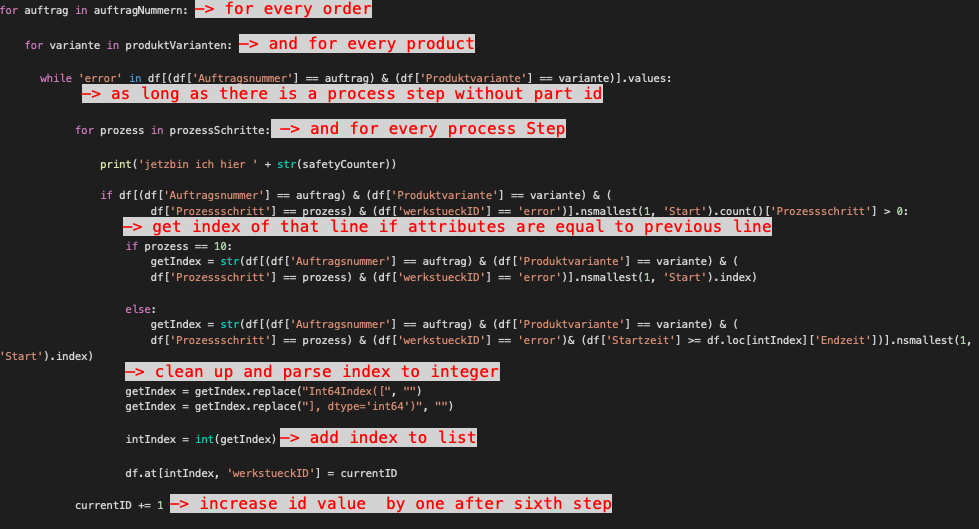 for auftrag in auftragNummern: —> for every order
for variante in produktVarianten: —> and for every product
while 'error' in df[(df['Auftragsnummer'] == auftrag) & (df['Produktvariante'] == variante)].values:
—> as long as there is a process step without part id
for prozess in prozessSchritte: —> and for every process Step
print('jetzbin ich hier ' + str(safetyCounter))
if df[(df['Auftragsnummer'] == auftrag) & (df['Produktvariante'] == variante) & (
df['Prozessschritt'] == prozess) & (df['werkstueckID'] == 'error')].nsmallest(1, 'Start').count()['Prozessschritt'] > 0:
—> get index of that line if attributes are equal to previous line
if prozess == 10:
getIndex = str(df[(df['Auftragsnummer'] == auftrag) & (df['Produktvariante'] == variante) & (
df['Prozessschritt'] == prozess) & (df['werkstueckID'] == 'error')].nsmallest(1, 'Start').index)
else:
getIndex = str(df[(df['Auftragsnummer'] == auftrag) & (df['Produktvariante'] == variante) & (
df['Prozessschritt'] == prozess) & (df['werkstueckID'] == 'error')& (df['Startzeit'] >= df.loc[intIndex]['Endzeit'])].nsmallest(1,
'Start').index)
—> clean up and parse index to integer
getIndex = getIndex.replace("Int64Index([", "")
getIndex = getIndex.replace("], dtype='int64')", "")
intIndex = int(getIndex) —> add index to list
df.at[intIndex, 'werkstueckID'] = currentID
currentID += 1 —> increase id value  by one after sixth step